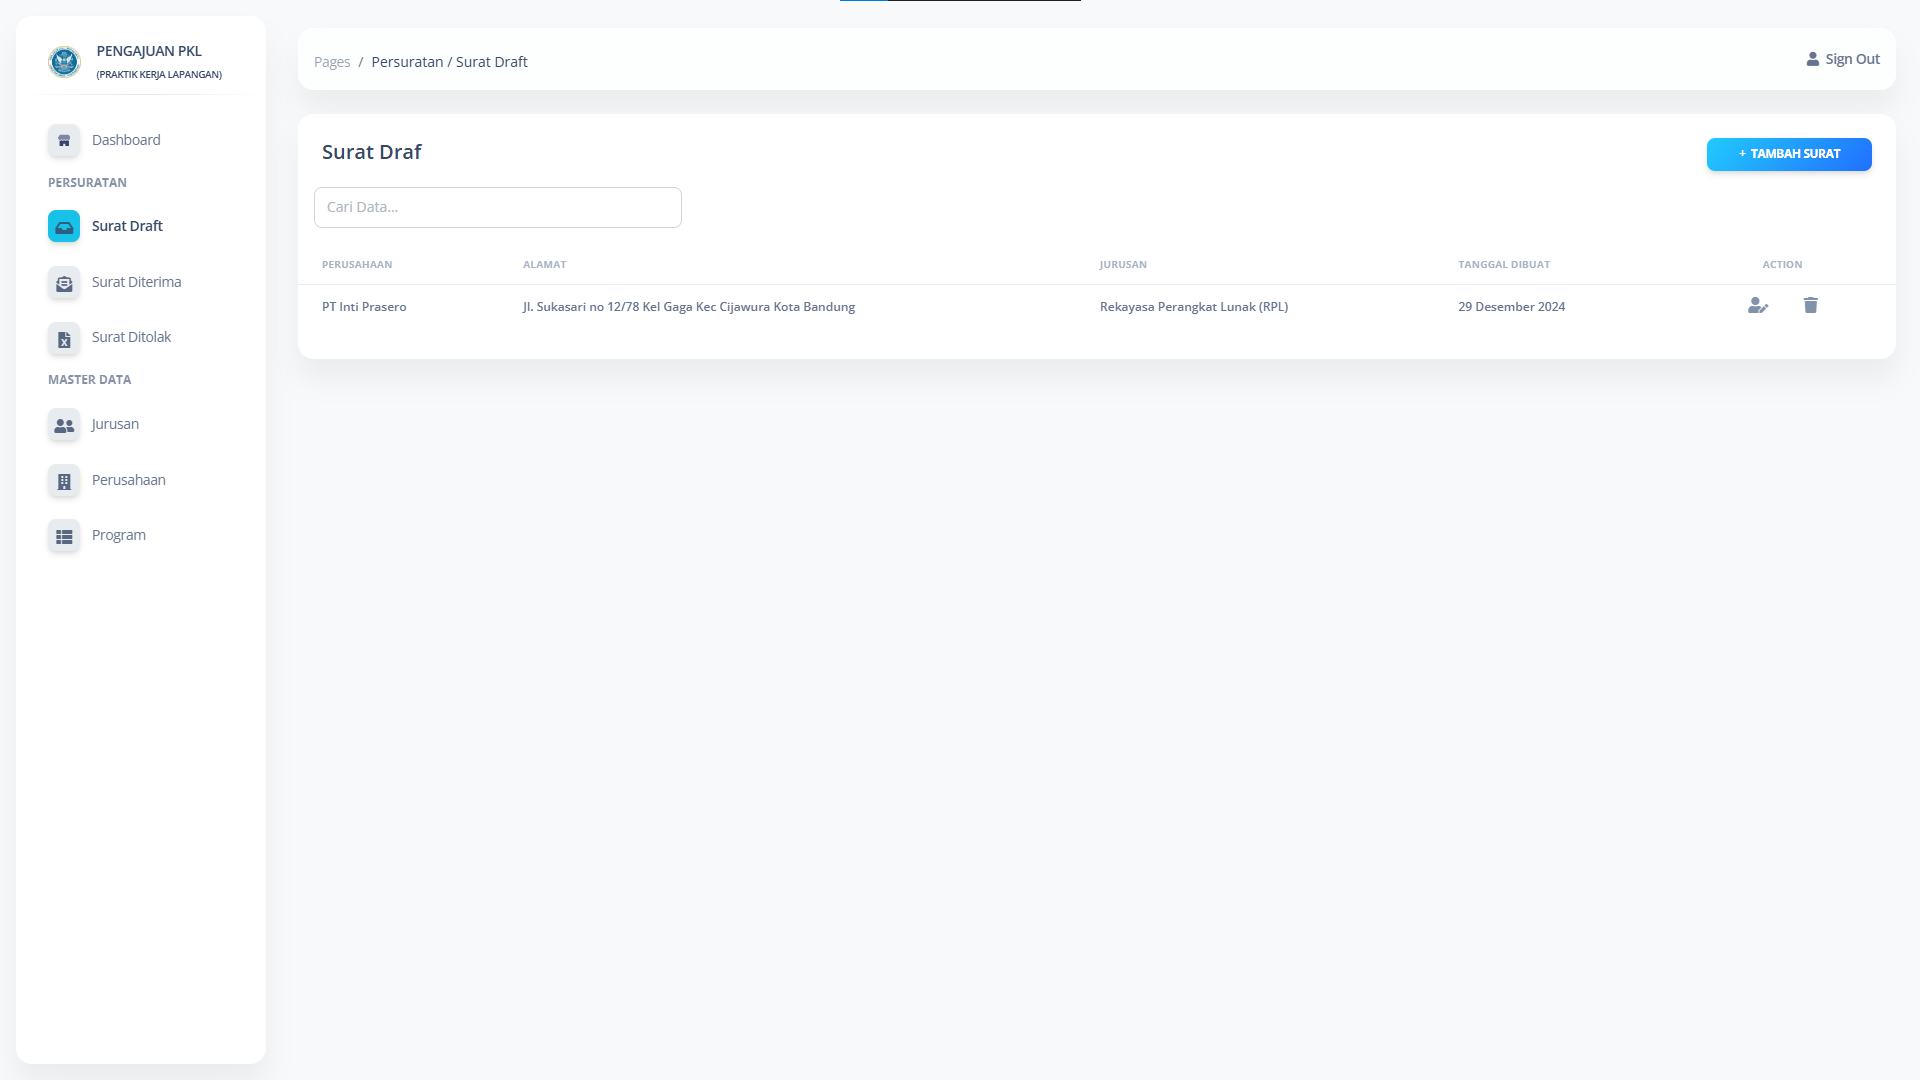 PENGAJUAN PKL
(PRAKTIK KERJA LAPANGAN)
Dashboard
PERSURATAN
Surat Draft
Surat Diterima
Surat Ditolak
MASTER DATA
Jurusan
Perusahaan
Program
Pages / Persuratan / Surat Draft
Sign Out
Surat Draf
+ TAMBAH SURAT
Cari Data...
PERUSAHAAN ALAMAT JURUSAN TANGGAL DIBUAT ACTION
PT Inti Prasero Jl. Sukasari no 12/78 Kel Gaga Kec Cijawura Kota Bandung Rekayasa Perangkat Lunak (RPL) 29 Desember 2024